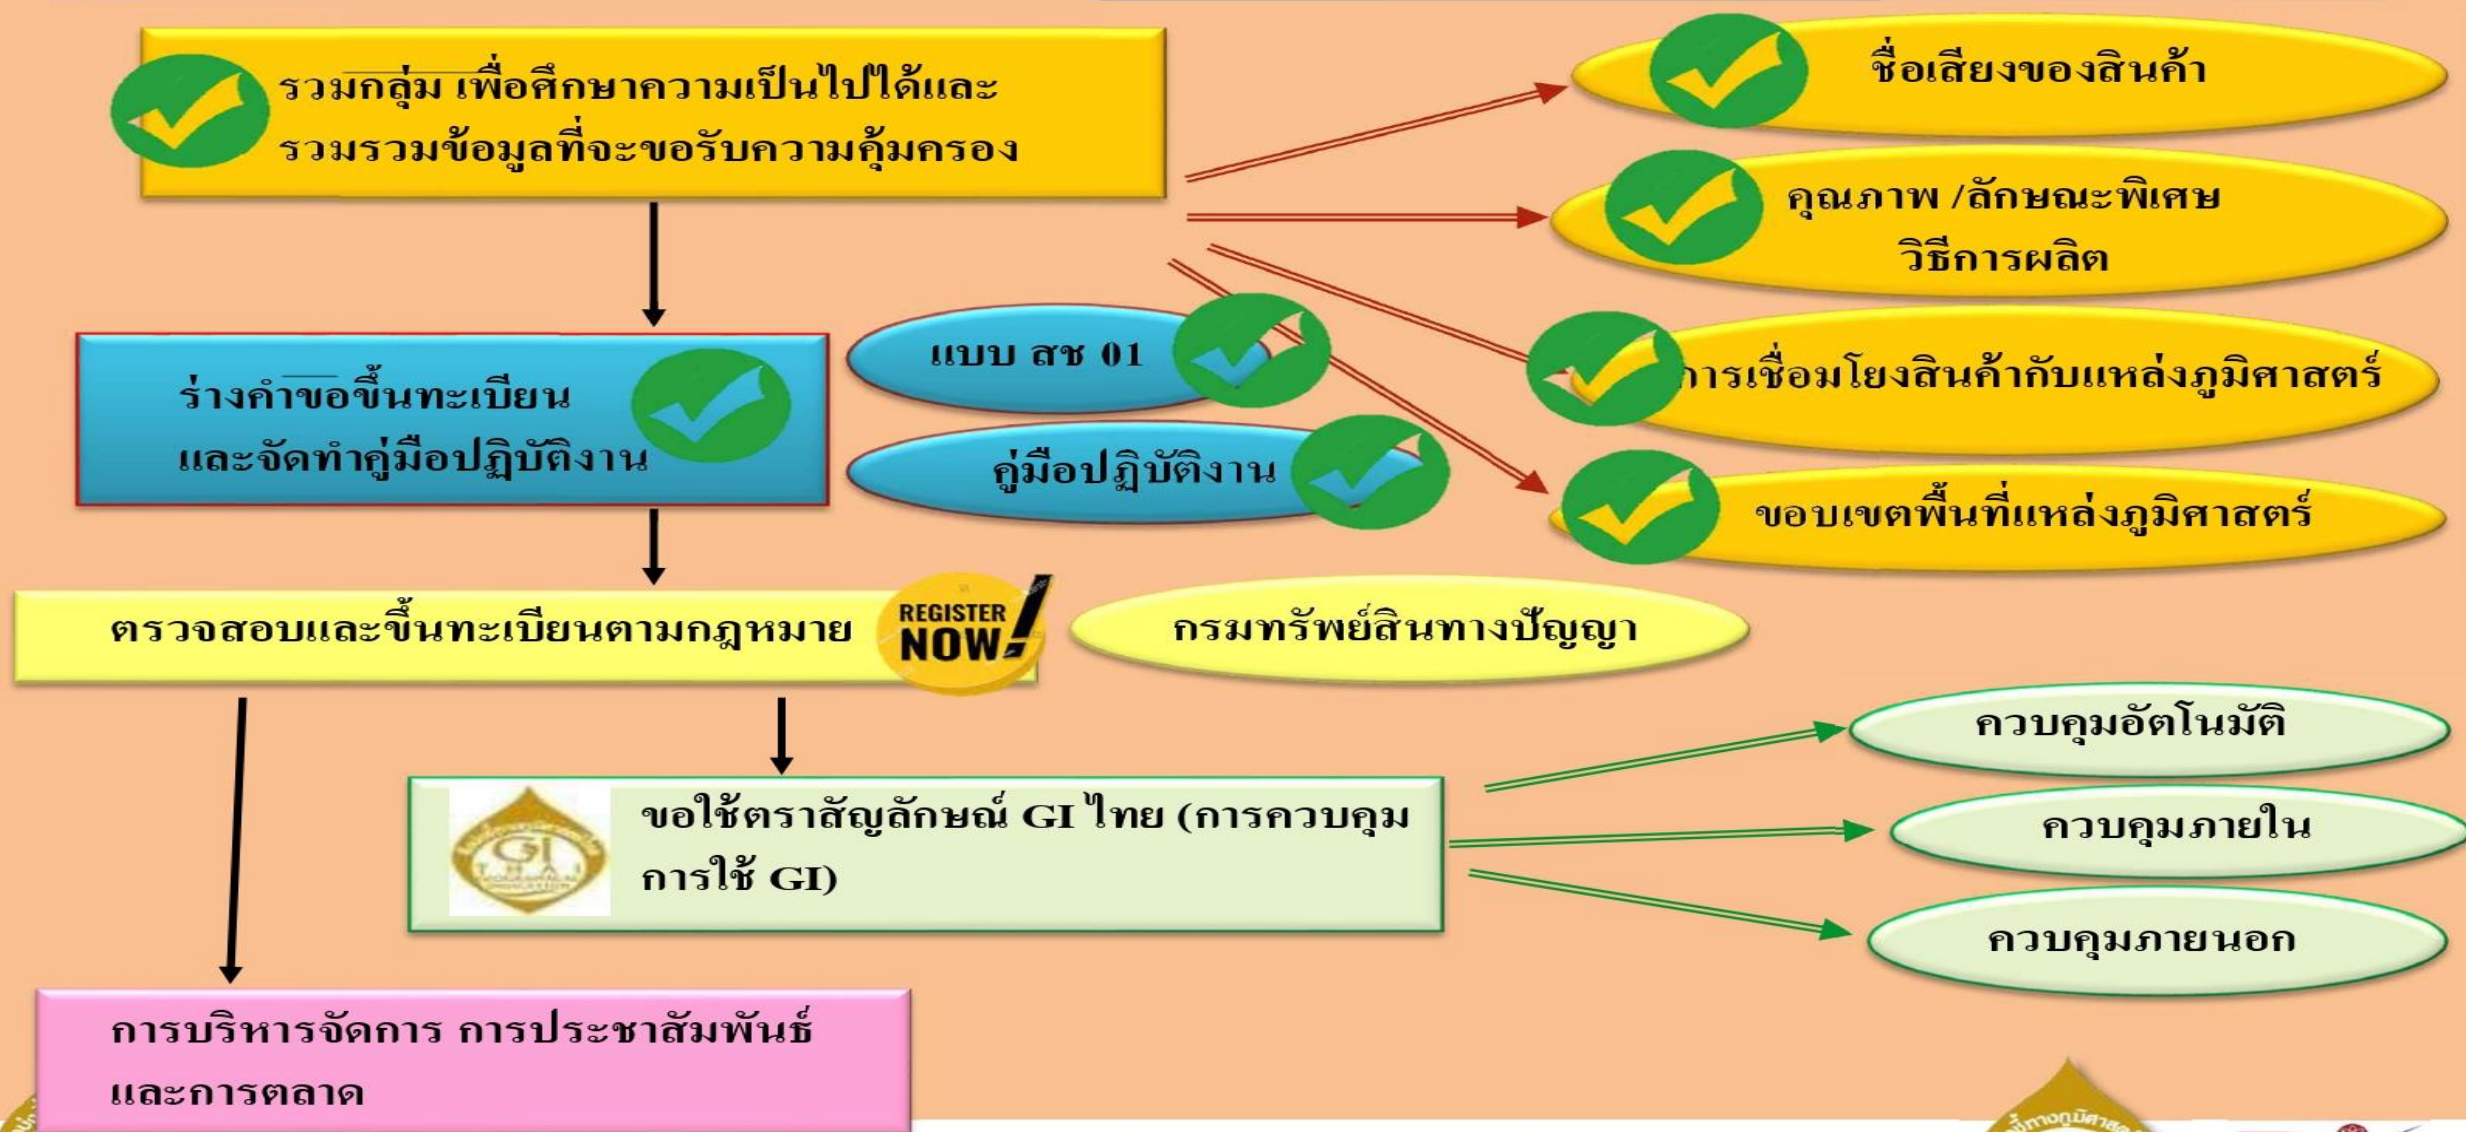 รวมกลุ่ม เพื่อศึกษาความเป็นไปได้และ
รวมรวมข้อมูลที่จะขอรับความคุ้มครอง
ชื่อเสียงของสินค้า
คุณภาพ /ลักษณะพิเศษ
วิธีการผลิต
การเชื่อมโยงสินค้ากับแหล่งภูมิศาสตร์
ขอบเขตพื้นที่แหล่งภูมิศาสตร์
ร่างคำขอขึ้นทะเบียน
และจัดทำคู่มือปฏิบัติงาน
แบบ สช 01
คู่มือปฏิบัติงาน
ตรวจสอบและขึ้นทะเบียนตามกฎหมาย
REGISTER
NOW!
กรมทรัพย์สินทางปัญญา
ขอใช้ตราสัญลักษณ์ GI ไทย (การควบคุม
การใช้ GI)
GI
THAI
ควบคุมอัตโนมัติ
ควบคุมภายใน
ควบคุมภายนอก
การบริหารจัดการ การประชาสัมพันธ์
และการตลาด